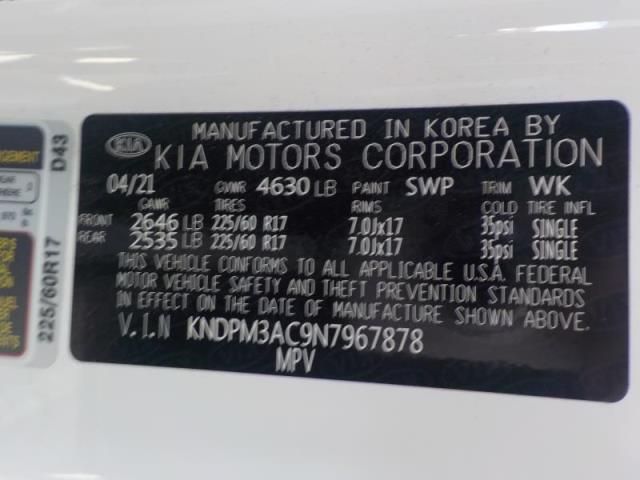 MANUFACTURED IN KOREA BY
KIA KIA MOTORS CORPORATION
04/21 GVWR 4630 LB PAINT SWP TRIM WK
GAWR TIRES RIMS COLD TIRE INFL
FRONT 2646 LB 225/60 R17 7.0Jx17 35psi SINGLE
REAR 2535 LB 225/60 R17 7.0Jx17 35psi SINGLE
THIS VEHICLE CONFORMS TO ALL APPLICABLE U.S.A. FEDERAL
MOTOR VEHICLE SAFETY AND THEFT PREVENTION STANDARDS
IN EFFECT ON THE DATE OF MANUFACTURE SHOWN ABOVE.
V.I.N KNDPM3AC9N7967878
MPV
225/60R17 D43